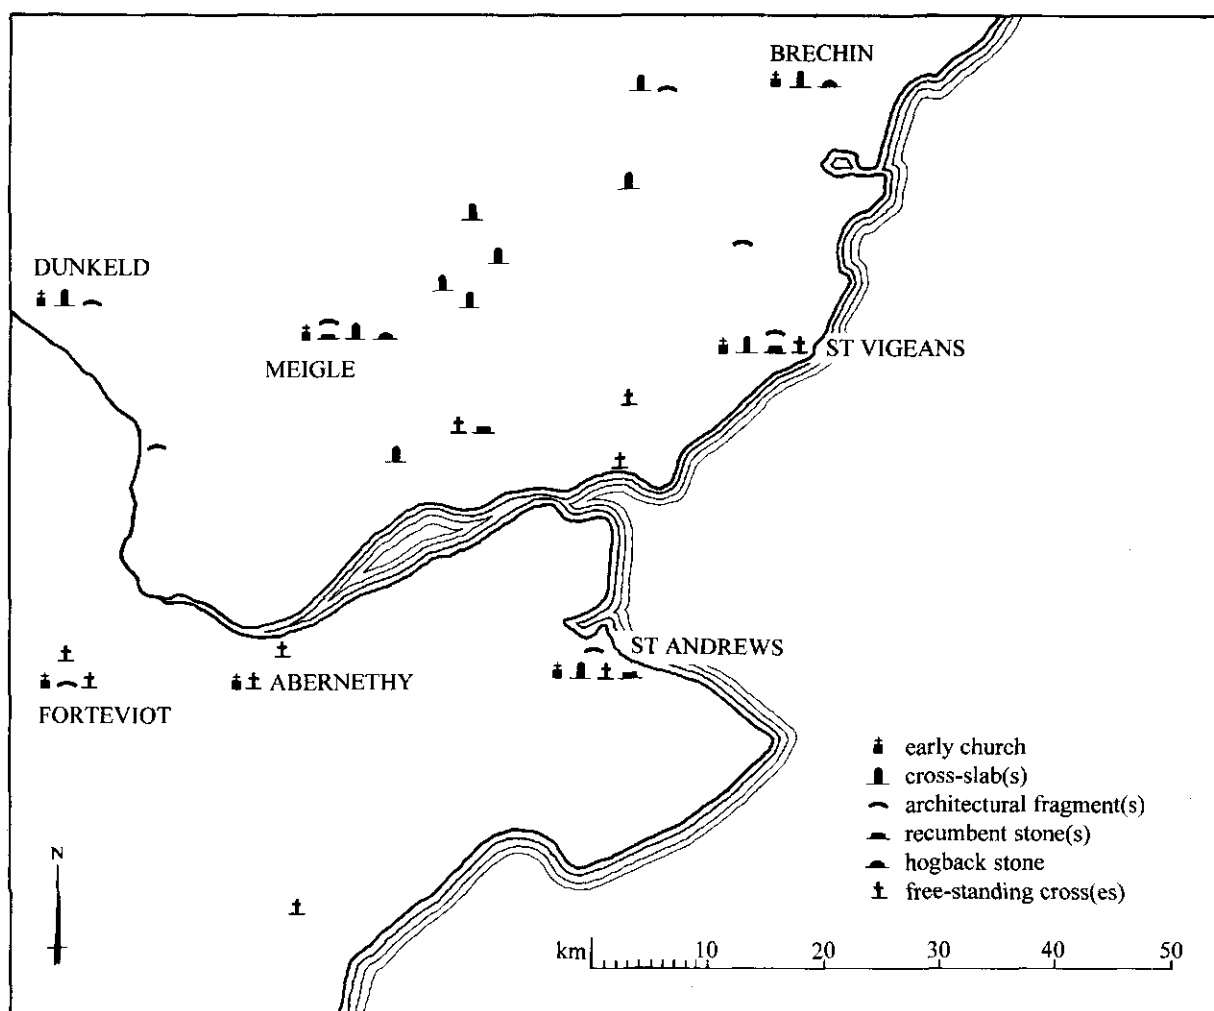 BRECHIN
DUNKELD
MEIGLE
ST VIGEANS
ST ANDREWS
ABERNETHY
FORTEVIOT
early church
cross-slab(s)
architectural fragment(s)
recumbent stone(s)
hogback stone
free-standing cross(es)
N
km 10 20 30 40 50